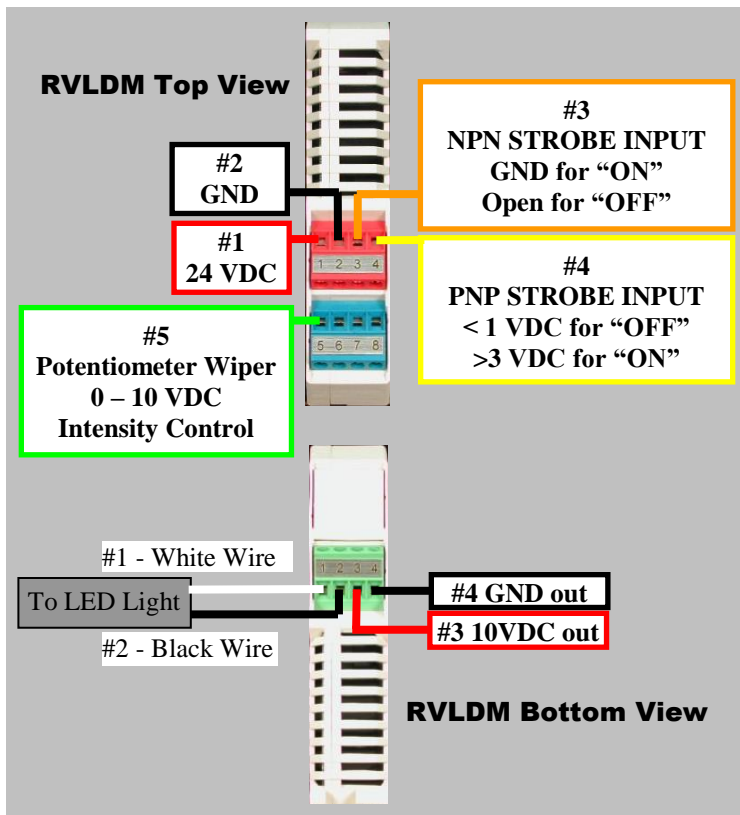 RVLDM Top View
#3
NPN STROBE INPUT
GND for “ON”
Open for “OFF”
#2
GND
#1
24 VDC
1 2 3 4
#4
PNP STROBE INPUT
< 1 VDC for “OFF”
>3 VDC for “ON”
#5
Potentiometer Wiper
0 – 10 VDC
Intensity Control
5 6 7 8
#1 - White Wire
1 2 3 4
To LED Light
#4 GND out
#3 10VDC out
#2 - Black Wire
RVLDM Bottom View